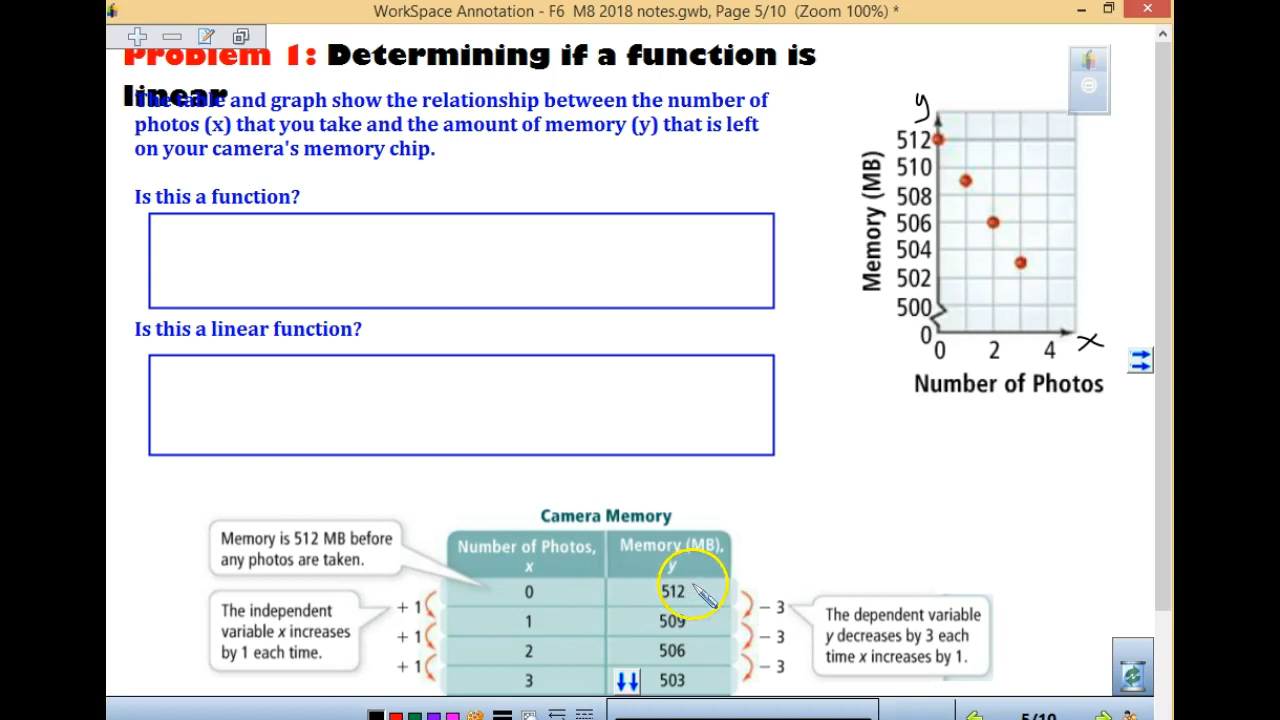 WorkSpace Annotation - F6 M8 2018 notes.gwb, Page 5/10 (Zoom 100%) *
Problem 1: Determining if a function is
linear
The table and graph show the relationship between the number of
photos (x) that you take and the amount of memory (y) that is left
on your camera's memory chip.
Is this a function?
Is this a linear function?
y
Memory (MB)
512
510
508
506
504
502
500
0
0 2 4
x
Number of Photos
Camera Memory
Memory is 512 MB before
any photos are taken.
Number of Photos,
x
Memory (MB),
y
0 512
1 509
2 506
3 503
The independent
variable x increases
by 1 each time.
+ 1
+ 1
+ 1
− 3
− 3
− 3
The dependent variable
y decreases by 3 each
time x increases by 1.
5/10